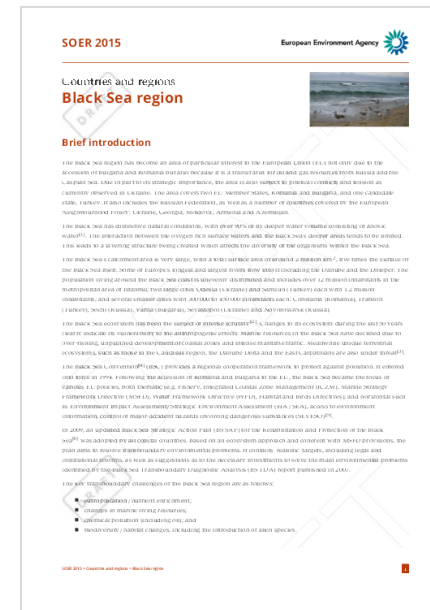 SOER 2015
European Environment Agency
Countries and regions
Black Sea region
DRAFT
Brief introduction
The Black Sea region has become an area of particular interest to the European Union (EU) not only due to the
accession of Bulgaria and Romania but also because it is a transit area for oil and gas resources from Russia and the
Caspian Sea. Due in part to its strategic importance, the area is also subject to political conflicts and tension as
currently observed in Ukraine. The area covers two EU Member States, Romania and Bulgaria, and one candidate
state, Turkey. It also includes the Russian Federation, as well as a number of countries covered by the European
Neighbourhood Policy: Ukraine, Georgia, Moldova, Armenia and Azerbaijan.
The Black Sea has distinctive natural conditions, with over 90% of its deeper water volume consisting of anoxic
water[1]. The interaction between the oxygen rich surface waters and the Black Sea's deeper areas tends to be limited.
This leads to a layering structure being created which affects the diversity of the organisms within the Black Sea.
The Black Sea's catchment area is very large, with a total surface area of around 2 million km2, five times the surface of
the Black Sea itself. Some of Europe's biggest and largest rivers flow into it including the Danube and the Dnieper. The
population living around the Black Sea coast is unevenly distributed and includes over 12 million inhabitants in the
metropolitan area of Istanbul, two large cities Odessa (Ukraine) and Samsun (Turkey) each with 1.2 million
inhabitants, and several smaller cities with 300 000 to 400 000 inhabitants each: Constanta (Romania), Trabzon
(Turkey), Sochi (Russia), Varna (Bulgaria), Sevastopol (Ukraine) and Novorossiysk (Russia).
The Black Sea ecosystem has been the subject of intense scrutiny[2]. Changes to its ecosystem during the last 50 years
clearly indicate its vulnerability to the anthropogenic effects. Marine resources in the Black Sea have declined due to
over-fishing, unplanned development of coastal zones and intense maritime traffic. Meanwhile unique terrestrial
ecosystems, such as those in the Caucasus region, the Danube Delta and the Eastern Carpathians are also under threat[3].
The Black Sea Convention[4] (BSC) provides a regional cooperation framework to protect against pollution. It entered
into force in 1994. Following the accession of Romania and Bulgaria to the EU, the Black Sea became the focus of
various EU policies, both thematic (e.g. Fishery, Integrated Coastal Zone Management (ICZM), Marine Strategy
Framework Directive (MSFD), Water Framework Directive (WFD), Habitat and Birds Directives) and horizontal such
as Environment Impact Assessment/ Strategic Environment Assessment (EIA /SEA), access to environment
information, control of major-accident hazards involving dangerous substances (SEVESO)[5].
In 2009, an updated Black Sea Strategic Action Plan (BS-SAP) for the Rehabilitation and Protection of the Black
Sea[6] was adopted by six coastal countries. Based on an ecosystem approach and coherent with MSFD provisions, the
plan aims to resolve transboundary environmental problems. It contains 'realistic' targets, including legal and
institutional reforms, as well as suggestions as to the necessary investments to solve the main environmental problems
identified by the Black Sea Transboundary Diagnostic Analysis (BS-TDA) report published in 2007.
The key transboundary challenges of the Black Sea region are as follows:
■ eutrophication / nutrient enrichment;
■ changes in marine living resources;
■ chemical pollution (including oil); and
■ biodiversity / habitat changes, including the introduction of alien species.
DRAFT
SOER 2015 • Countries and regions • Black Sea region
1